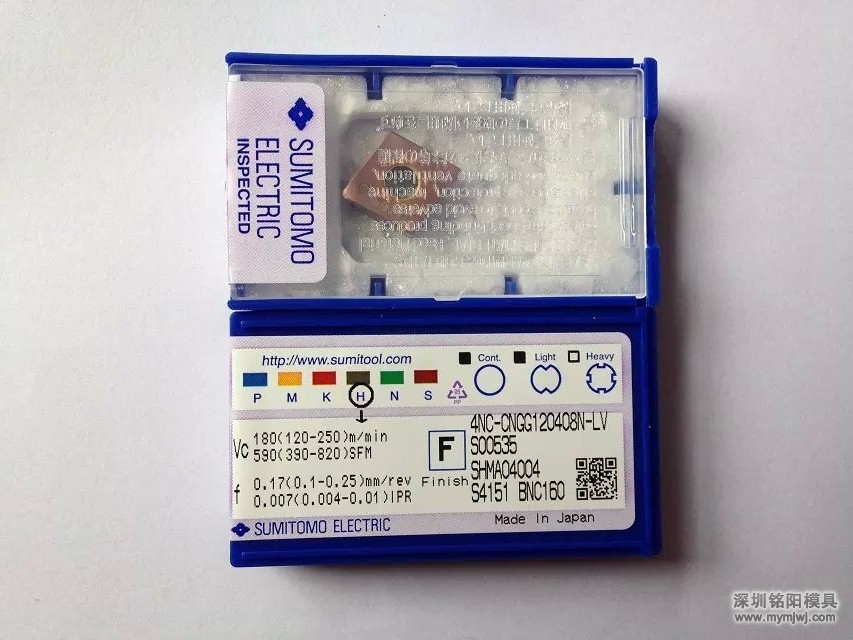 SUMITOMO
ELECTRIC
INSPECTED
http://www.sumitool.com
Cont. Light Heavy
P M K H N S
05
PP
Vc 180(120-250)m/min
590(390-820)SFM
f 0.17(0.1-0.25)mm/rev
0.007(0.004-0.01)IPR
F
Finish
4NC-CNGG120408N-LV
S00535
SHMA04004
S4151 BNC160
SUMITOMO ELECTRIC
Made In Japan
深圳铭阳模具
www.mymjwj.com